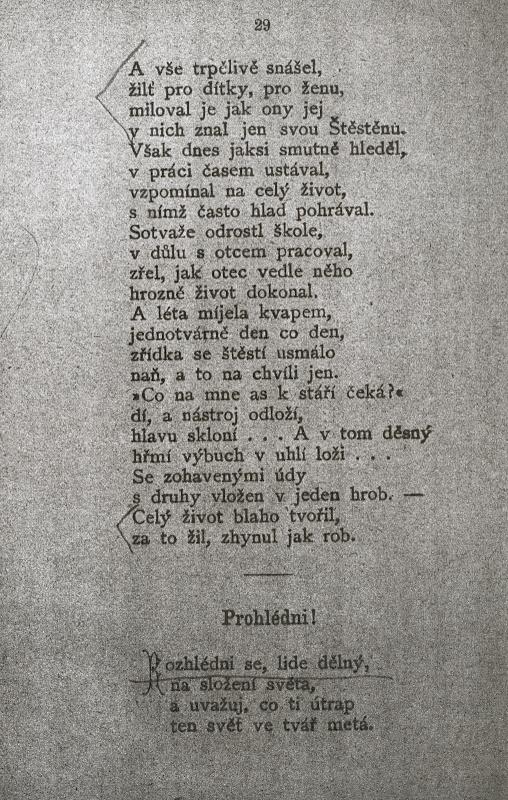 29
A vše trpčlivě snášel,
žilť pro dítky, pro ženu,
miloval je jak ony jej
v nich znal jen svou Štěstěnu.
Však dnes jaksi smutně hleděl,
v práci časem ustával,
vzpomínal na celý život,
s nímž často hlad pohrával.
Sotvaže odrostl škole,
v důlu s otcem pracoval,
zřel, jak otec vedle něho
hrozně život dokonal.
A léta míjela kvapem,
jednotvárně den co den,
zřídka se štěstí usmálo
naň, a to na chvíli jen.
»Co na mne as k stáří čeká?«
dí, a nástroj odloží,
hlavu skloní . . . A v tom děsný
hřmí výbuch v uhlí loži . . .
Se zohavenými údy
s druhy vložen v jeden hrob. —
Celý život blaho tvořil,
za to žil, zhynul jak rob.
Prohlédni!
Rozhlédni se, lide dělný,
na složení světa,
a uvažuj, co ti útrap
ten svět ve tvář metá.